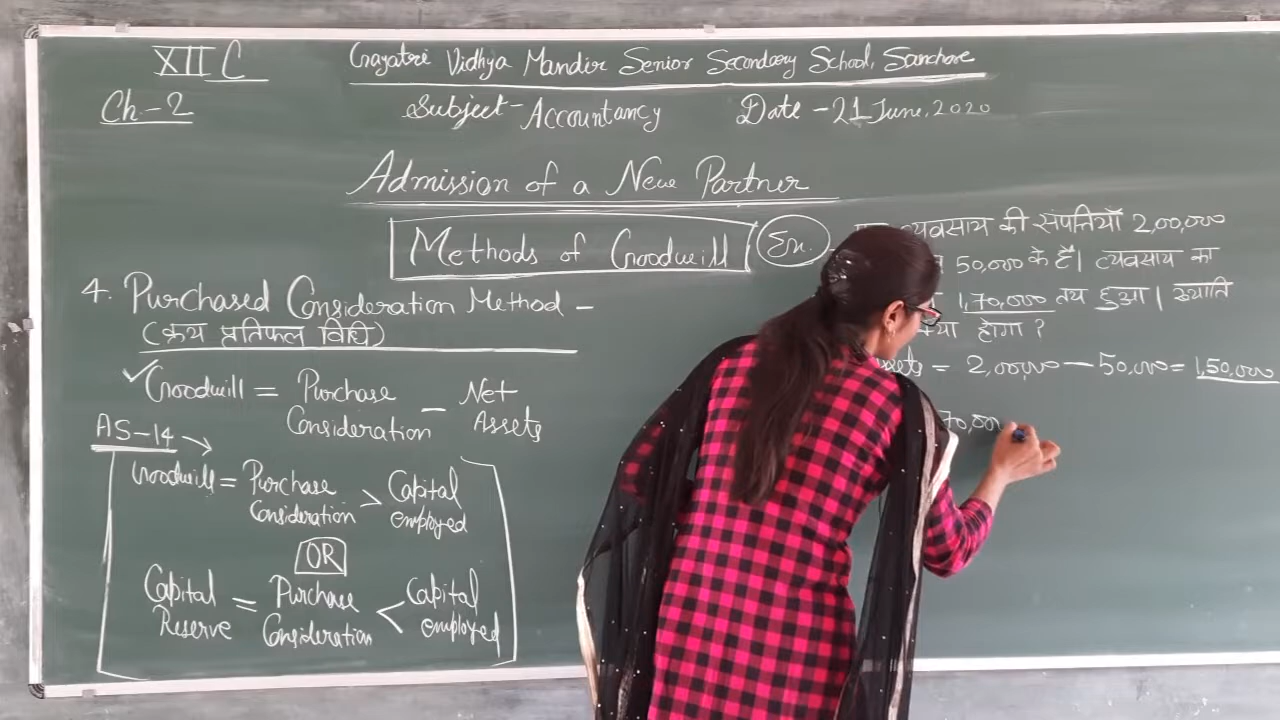 XII C
Gayatri Vidhya Mandir Senior Secondary School, Sanchore
Ch-2
Subject-Accountancy
Date -21 June, 2020
Admission of a New Partner
Methods of Goodwill
4. Purchased Consideration Method -
(क्रय प्रतिफल विधि)
✓Goodwill = Purchase Consideration - Net Assets
AS-14 →
Goodwill = Purchase Consideration > Capital employed
OR
Capital Reserve = Purchase Consideration < Capital employed
Ex.
व्यवसाय की संपत्तियाँ 2,00,000
50,000 के हैं। व्यवसाय का
1,70,000 तय हुआ। ख्याति
क्या होगा ?
= 2,00,000 - 50,000 = 1,50,000
70,000